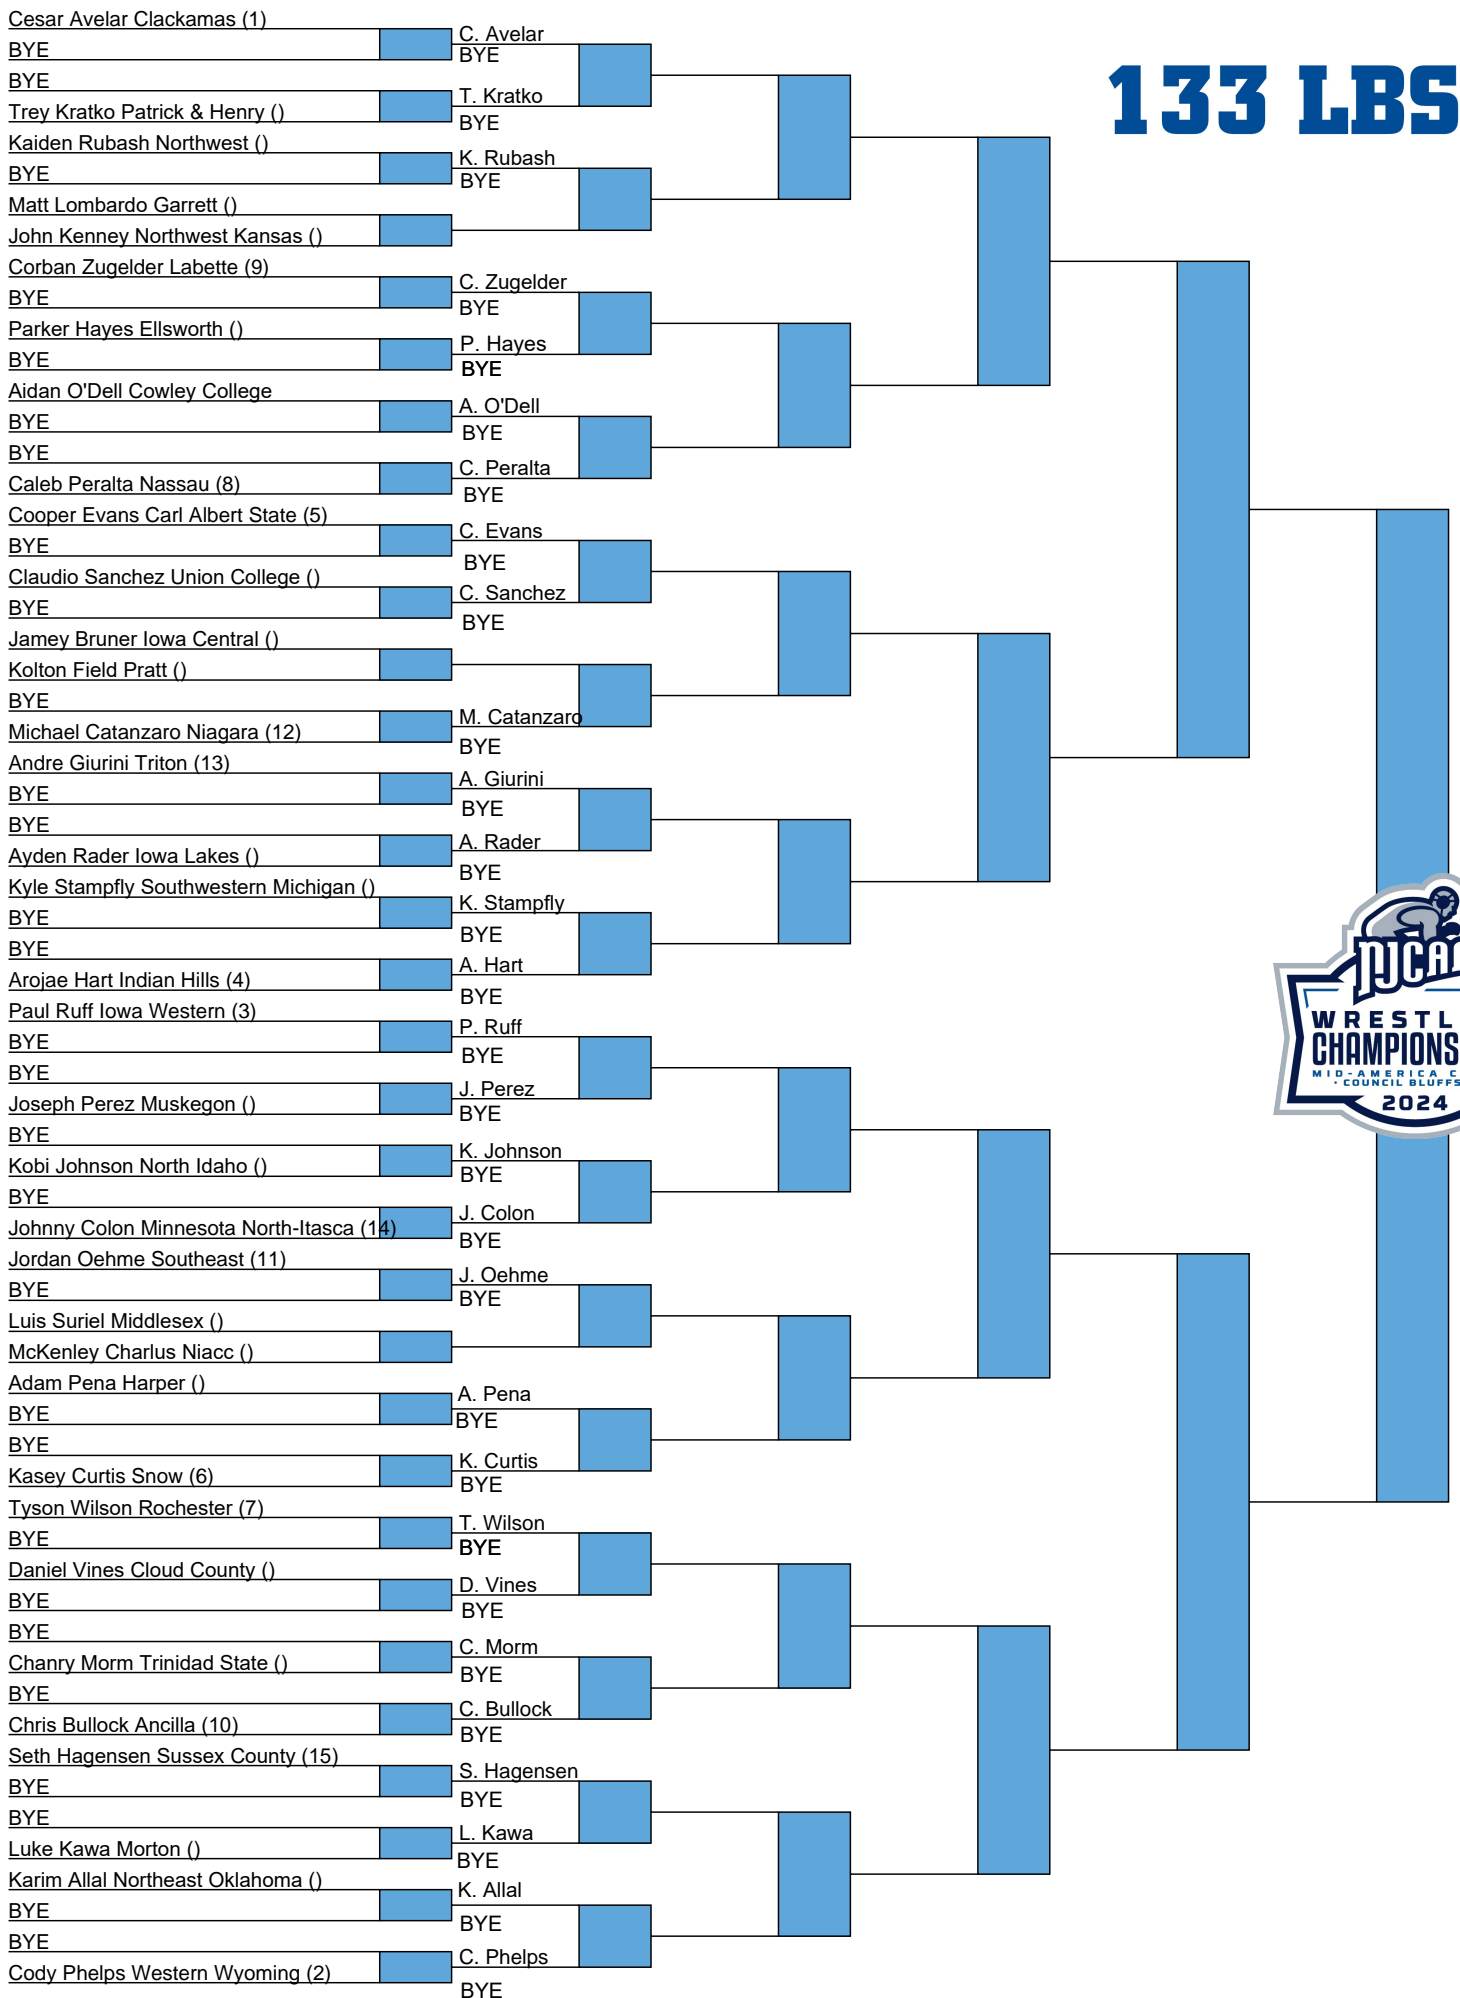 133 LBS
Cesar Avelar Clackamas (1)
BYE
BYE
Trey Kratko Patrick & Henry ()
Kaiden Rubash Northwest ()
BYE
Matt Lombardo Garrett ()
John Kenney Northwest Kansas ()
Corban Zugelder Labette (9)
BYE
Parker Hayes Ellsworth ()
BYE
Aidan O'Dell Cowley College
BYE
BYE
Caleb Peralta Nassau (8)
Cooper Evans Carl Albert State (5)
BYE
Claudio Sanchez Union College ()
BYE
Jamey Bruner Iowa Central ()
Kolton Field Pratt ()
BYE
Michael Catanzaro Niagara (12)
Andre Giurini Triton (13)
BYE
BYE
Ayden Rader Iowa Lakes ()
Kyle Stampfly Southwestern Michigan ()
BYE
BYE
Arojae Hart Indian Hills (4)
Paul Ruff Iowa Western (3)
BYE
BYE
Joseph Perez Muskegon ()
BYE
Kobi Johnson North Idaho ()
BYE
Johnny Colon Minnesota North-Itasca (14)
Jordan Oehme Southeast (11)
BYE
Luis Suriel Middlesex ()
McKenley Charlus Niacc ()
Adam Pena Harper ()
BYE
BYE
Kasey Curtis Snow (6)
Tyson Wilson Rochester (7)
BYE
Daniel Vines Cloud County ()
BYE
BYE
Chanry Morm Trinidad State ()
BYE
Chris Bullock Ancilla (10)
Seth Hagensen Sussex County (15)
BYE
BYE
Luke Kawa Morton ()
Karim Allal Northeast Oklahoma ()
BYE
BYE
Cody Phelps Western Wyoming (2)
C. Avelar
BYE
T. Kratko
BYE
K. Rubash
BYE
C. Zugelder
BYE
P. Hayes
BYE
A. O'Dell
BYE
C. Peralta
BYE
C. Evans
BYE
C. Sanchez
BYE
M. Catanzaro
BYE
A. Giurini
BYE
A. Rader
BYE
K. Stampfly
BYE
A. Hart
BYE
P. Ruff
BYE
J. Perez
BYE
K. Johnson
BYE
J. Colon
BYE
J. Oehme
BYE
A. Pena
BYE
K. Curtis
BYE
T. Wilson
BYE
D. Vines
BYE
C. Morm
BYE
C. Bullock
BYE
S. Hagensen
BYE
L. Kawa
BYE
K. Allal
BYE
C. Phelps
BYE
NJCA
WRESTL
CHAMPIONS
MID-AMERICA C
• COUNCIL BLUFFS
2024